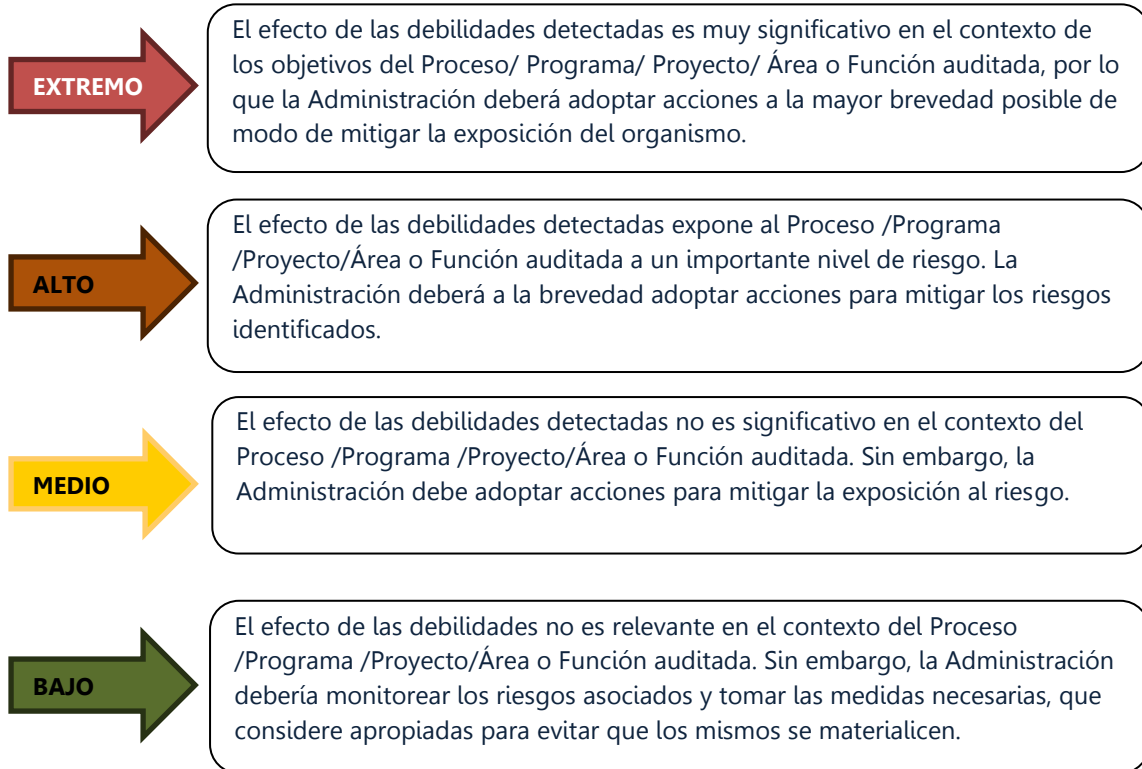 EXTREMO
El efecto de las debilidades detectadas es muy significativo en el contexto de
los objetivos del Proceso/ Programa/ Proyecto/ Área o Función auditada, por lo
que la Administración deberá adoptar acciones a la mayor brevedad posible de
modo de mitigar la exposición del organismo.
ALTO
El efecto de las debilidades detectadas expone al Proceso /Programa
/Proyecto/Área o Función auditada a un importante nivel de riesgo. La
Administración deberá a la brevedad adoptar acciones para mitigar los riesgos
identificados.
MEDIO
El efecto de las debilidades detectadas no es significativo en el contexto del
Proceso /Programa /Proyecto/Área o Función auditada. Sin embargo, la
Administración debe adoptar acciones para mitigar la exposición al riesgo.
BAJO
El efecto de las debilidades no es relevante en el contexto del Proceso
/Programa /Proyecto/Área o Función auditada. Sin embargo, la Administración
debería monitorear los riesgos asociados y tomar las medidas necesarias, que
considere apropiadas para evitar que los mismos se materialicen.